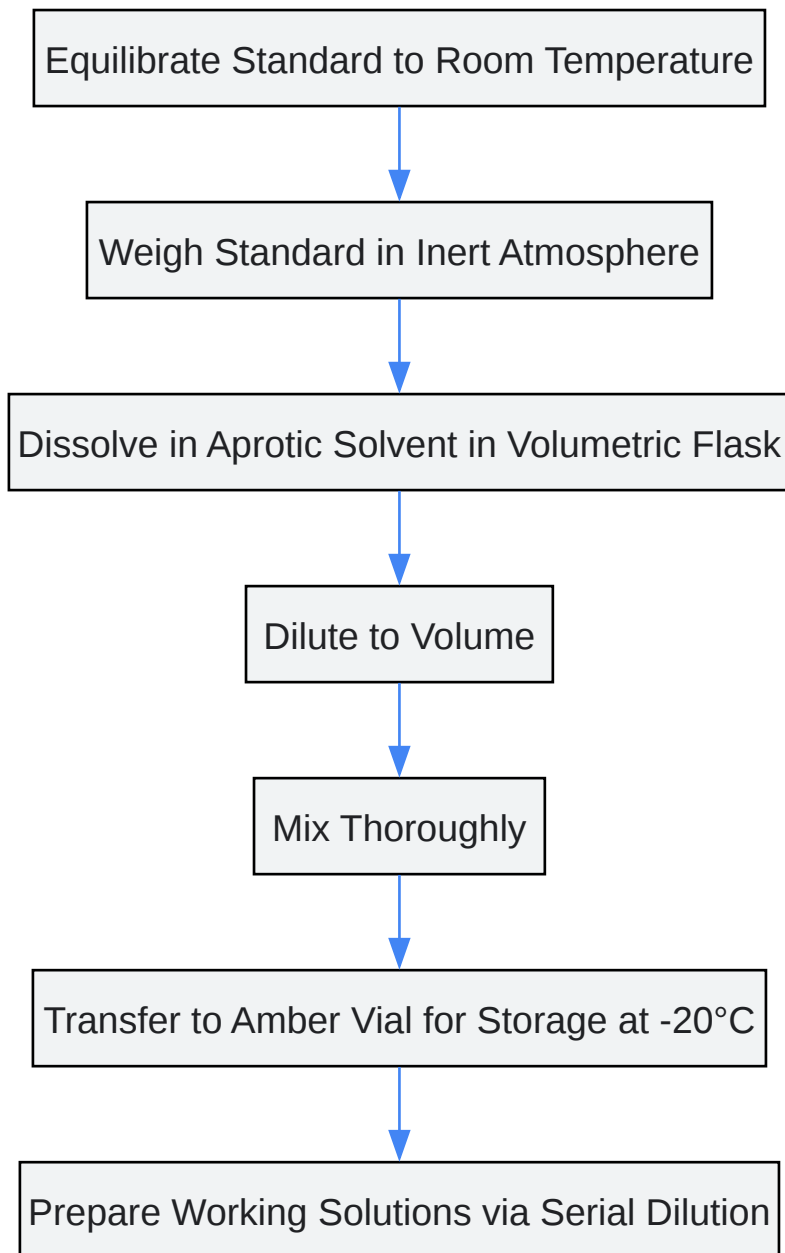 Equilibrate Standard to Room Temperature
Weigh Standard in Inert Atmosphere
Dissolve in Aprotic Solvent in Volumetric Flask
Dilute to Volume
Mix Thoroughly
Transfer to Amber Vial for Storage at -20°C
Prepare Working Solutions via Serial Dilution